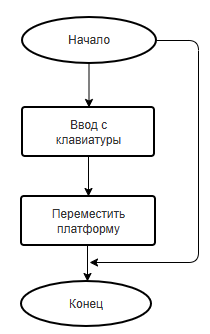 Начало
Ввод с
клавиатуры
Переместить
платформу
Конец